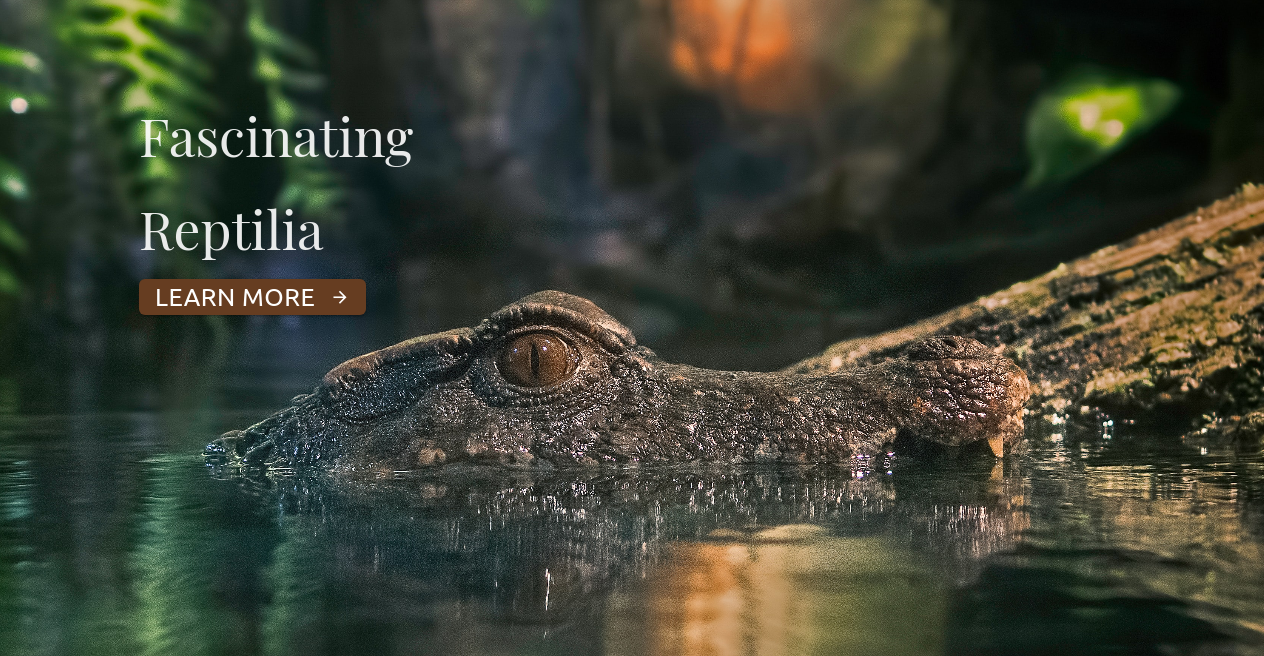 Fascinating
Reptilia
LEARN MORE →